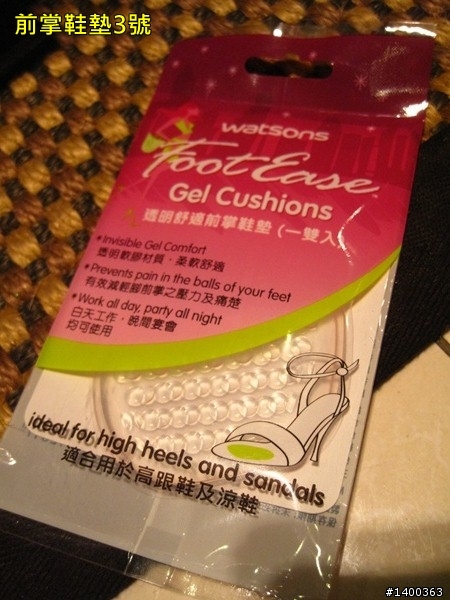 前掌鞋墊3號
watsons
FootEase
Gel Cushions
透明舒適前掌鞋墊 (一雙入)
• Invisible Gel Comfort
透明軟膠材質，柔軟舒適
• Prevents pain in the balls of your feet
有效減輕腳前掌之壓力及痛楚
• Work all day, party all night
白天工作，晚間宴會
均可使用
ideal for high heels and sandals
適合用於高跟鞋及涼鞋
#1400363